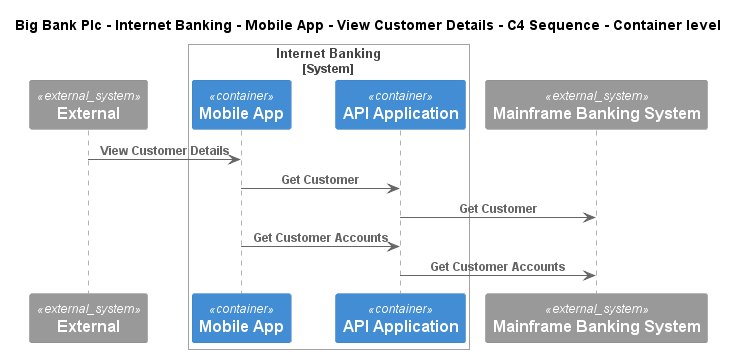 Big Bank Plc - Internet Banking - Mobile App - View Customer Details - C4 Sequence - Container level
Internet Banking
[System]
«external_system»
External
«container»
Mobile App
«container»
API Application
«external_system»
Mainframe Banking System
View Customer Details
Get Customer
Get Customer
Get Customer Accounts
Get Customer Accounts
«external_system»
External
«container»
Mobile App
«container»
API Application
«external_system»
Mainframe Banking System